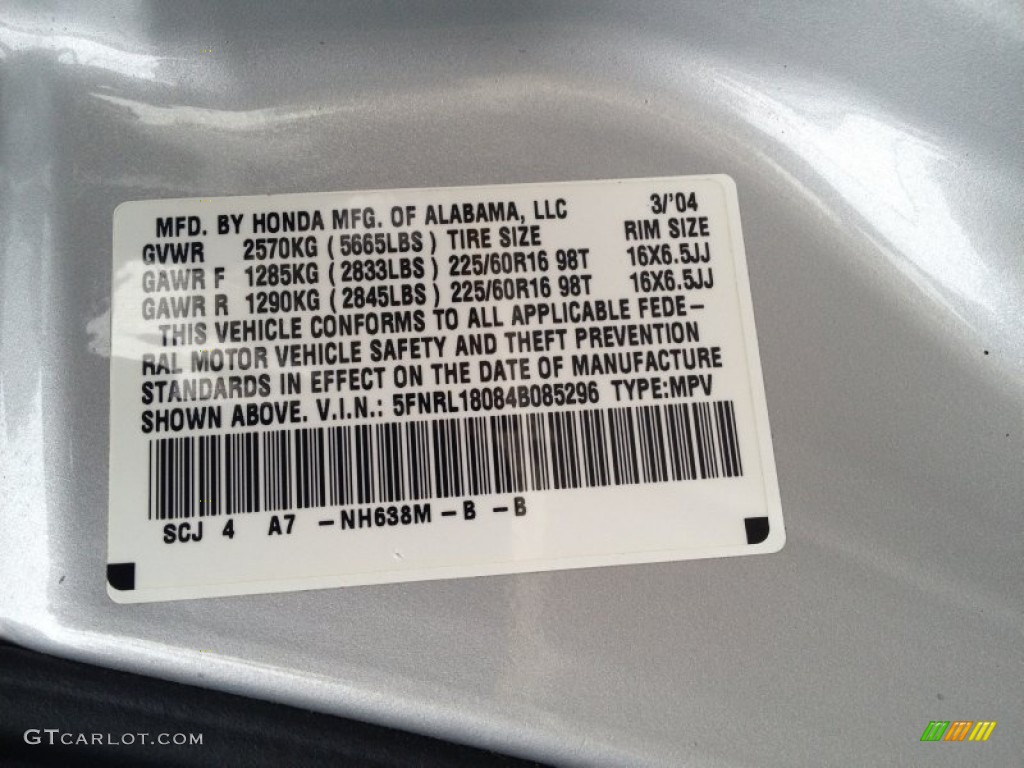 MFD. BY HONDA MFG. OF ALABAMA, LLC 3/'04
GVWR 2570KG (5665LBS) TIRE SIZE RIM SIZE
GAWR F 1285KG (2833LBS) 225/60R16 98T 16X6.5JJ
GAWR R 1290KG (2845LBS) 225/60R16 98T 16X6.5JJ
THIS VEHICLE CONFORMS TO ALL APPLICABLE FEDE-
RAL MOTOR VEHICLE SAFETY AND THEFT PREVENTION
STANDARDS IN EFFECT ON THE DATE OF MANUFACTURE
SHOWN ABOVE. V.I.N.: 5FNRL18084B085296 TYPE:MPV
SCJ 4 A7 -NH638M -B -B
GTCARLOT.COM